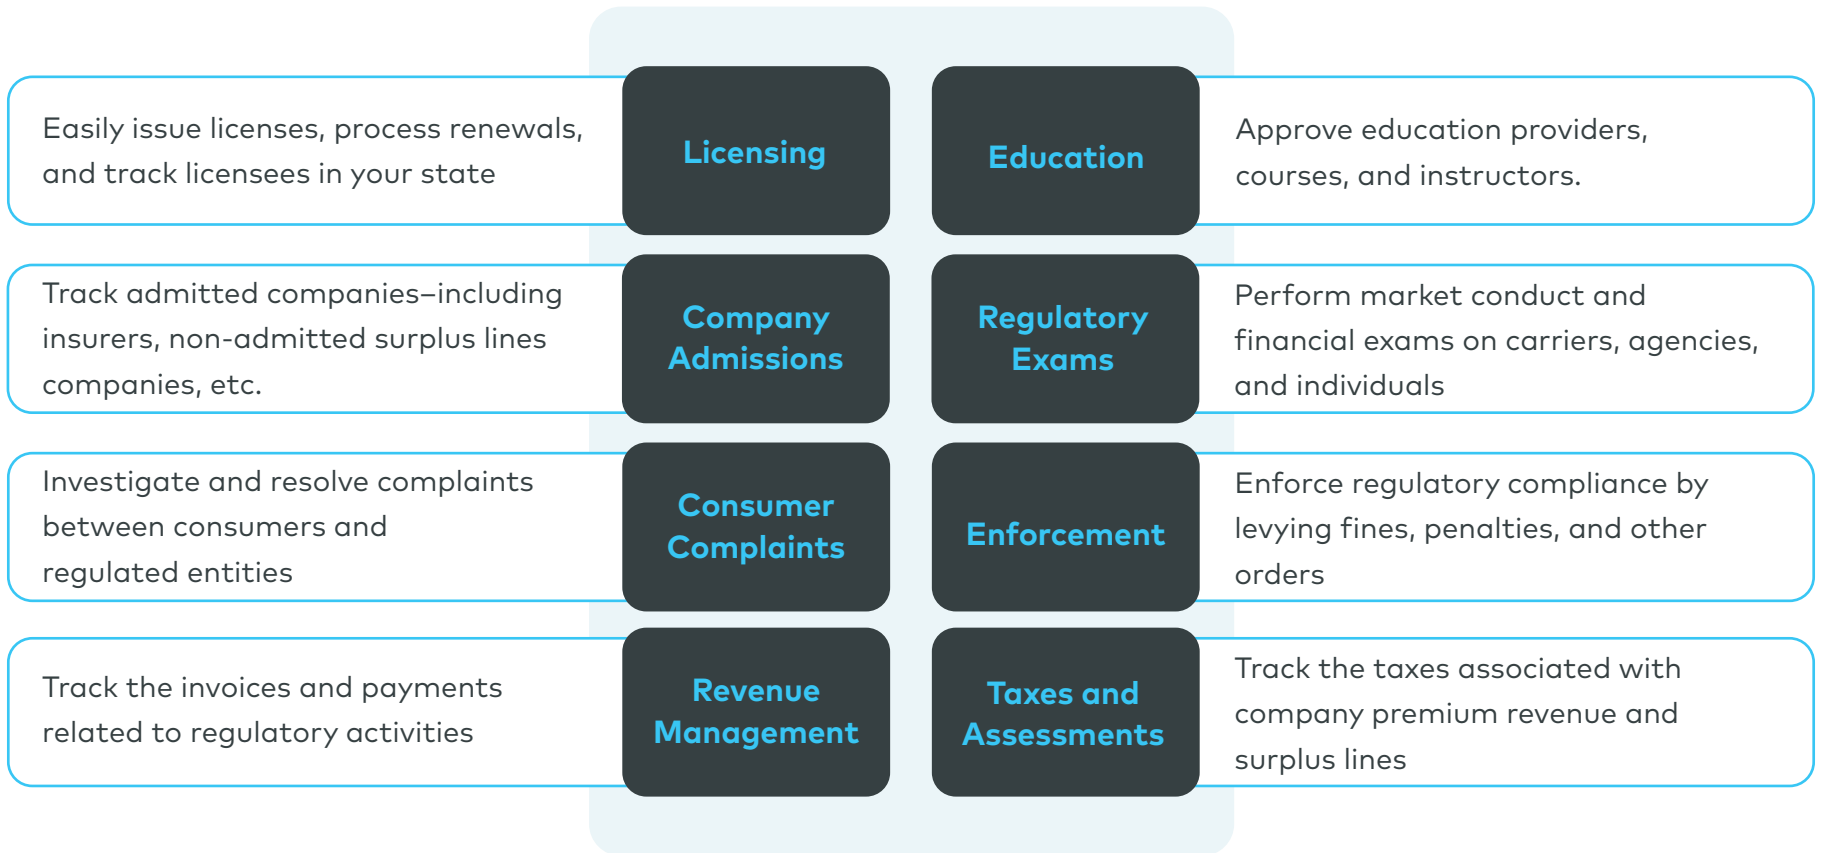 Easily issue licenses, process renewals,
and track licensees in your state
Licensing
Education
Approve education providers,
courses, and instructors.
Track admitted companies–including
insurers, non-admitted surplus lines
companies, etc.
Company
Admissions
Regulatory
Exams
Perform market conduct and
financial exams on carriers, agencies,
and individuals
Investigate and resolve complaints
between consumers and
regulated entities
Consumer
Complaints
Enforcement
Enforce regulatory compliance by
levying fines, penalties, and other
orders
Track the invoices and payments
related to regulatory activities
Revenue
Management
Taxes and
Assessments
Track the taxes associated with
company premium revenue and
surplus lines